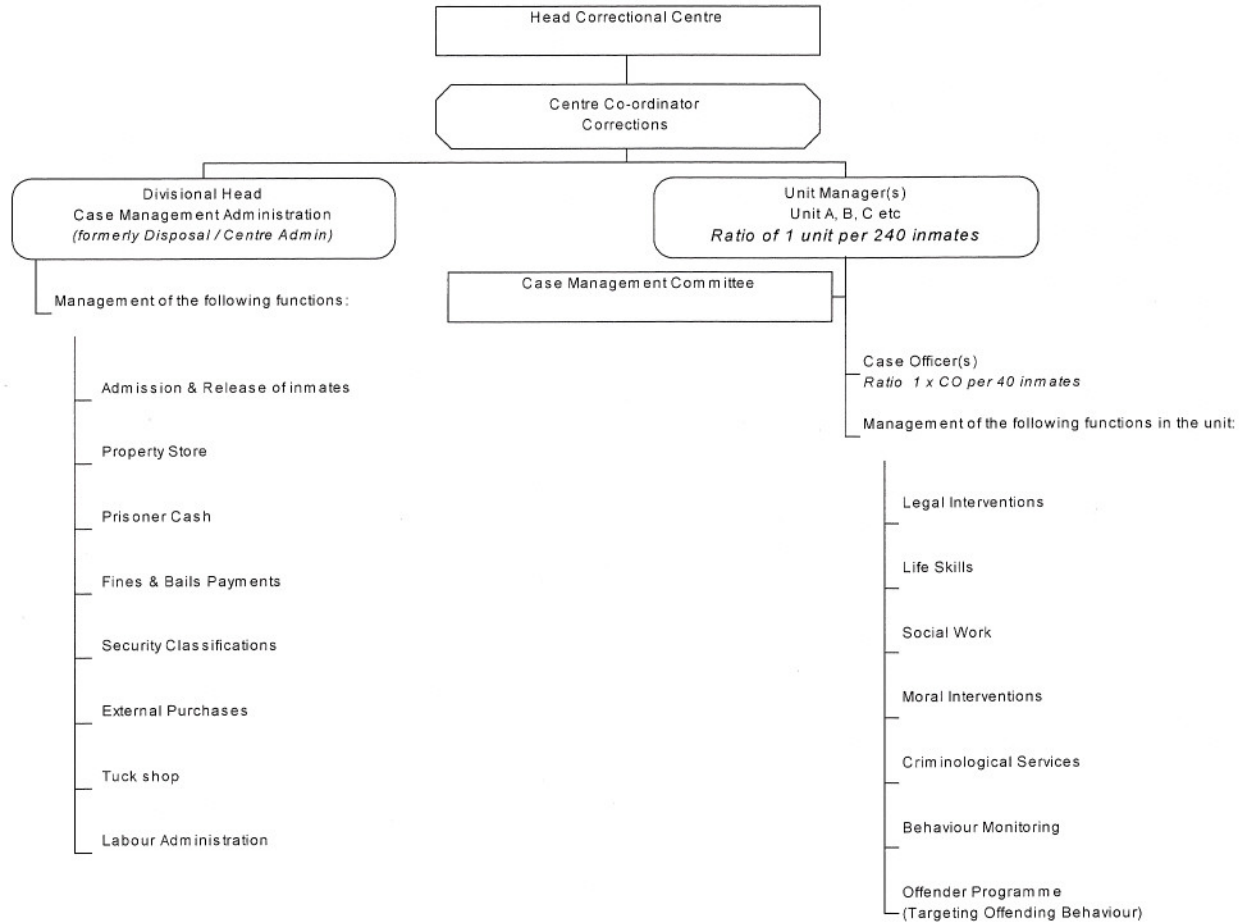 Head Correctional Centre
Centre Co-ordinator
Corrections
Divisional Head
Case Management Administration
(formerly Disposal / Centre Admin)
Unit Manager(s)
Unit A, B, C etc
Ratio of 1 unit per 240 inmates
Management of the following functions:
Admission & Release of inmates
Property Store
Prisoner Cash
Fines & Bails Payments
Security Classifications
External Purchases
Tuck shop
Labour Administration
Case Management Committee
Case Officer(s)
Ratio 1 x CO per 40 inmates
Management of the following functions in the unit:
Legal Interventions
Life Skills
Social Work
Moral Interventions
Criminological Services
Behaviour Monitoring
Offender Programme
(Targeting Offending Behaviour)